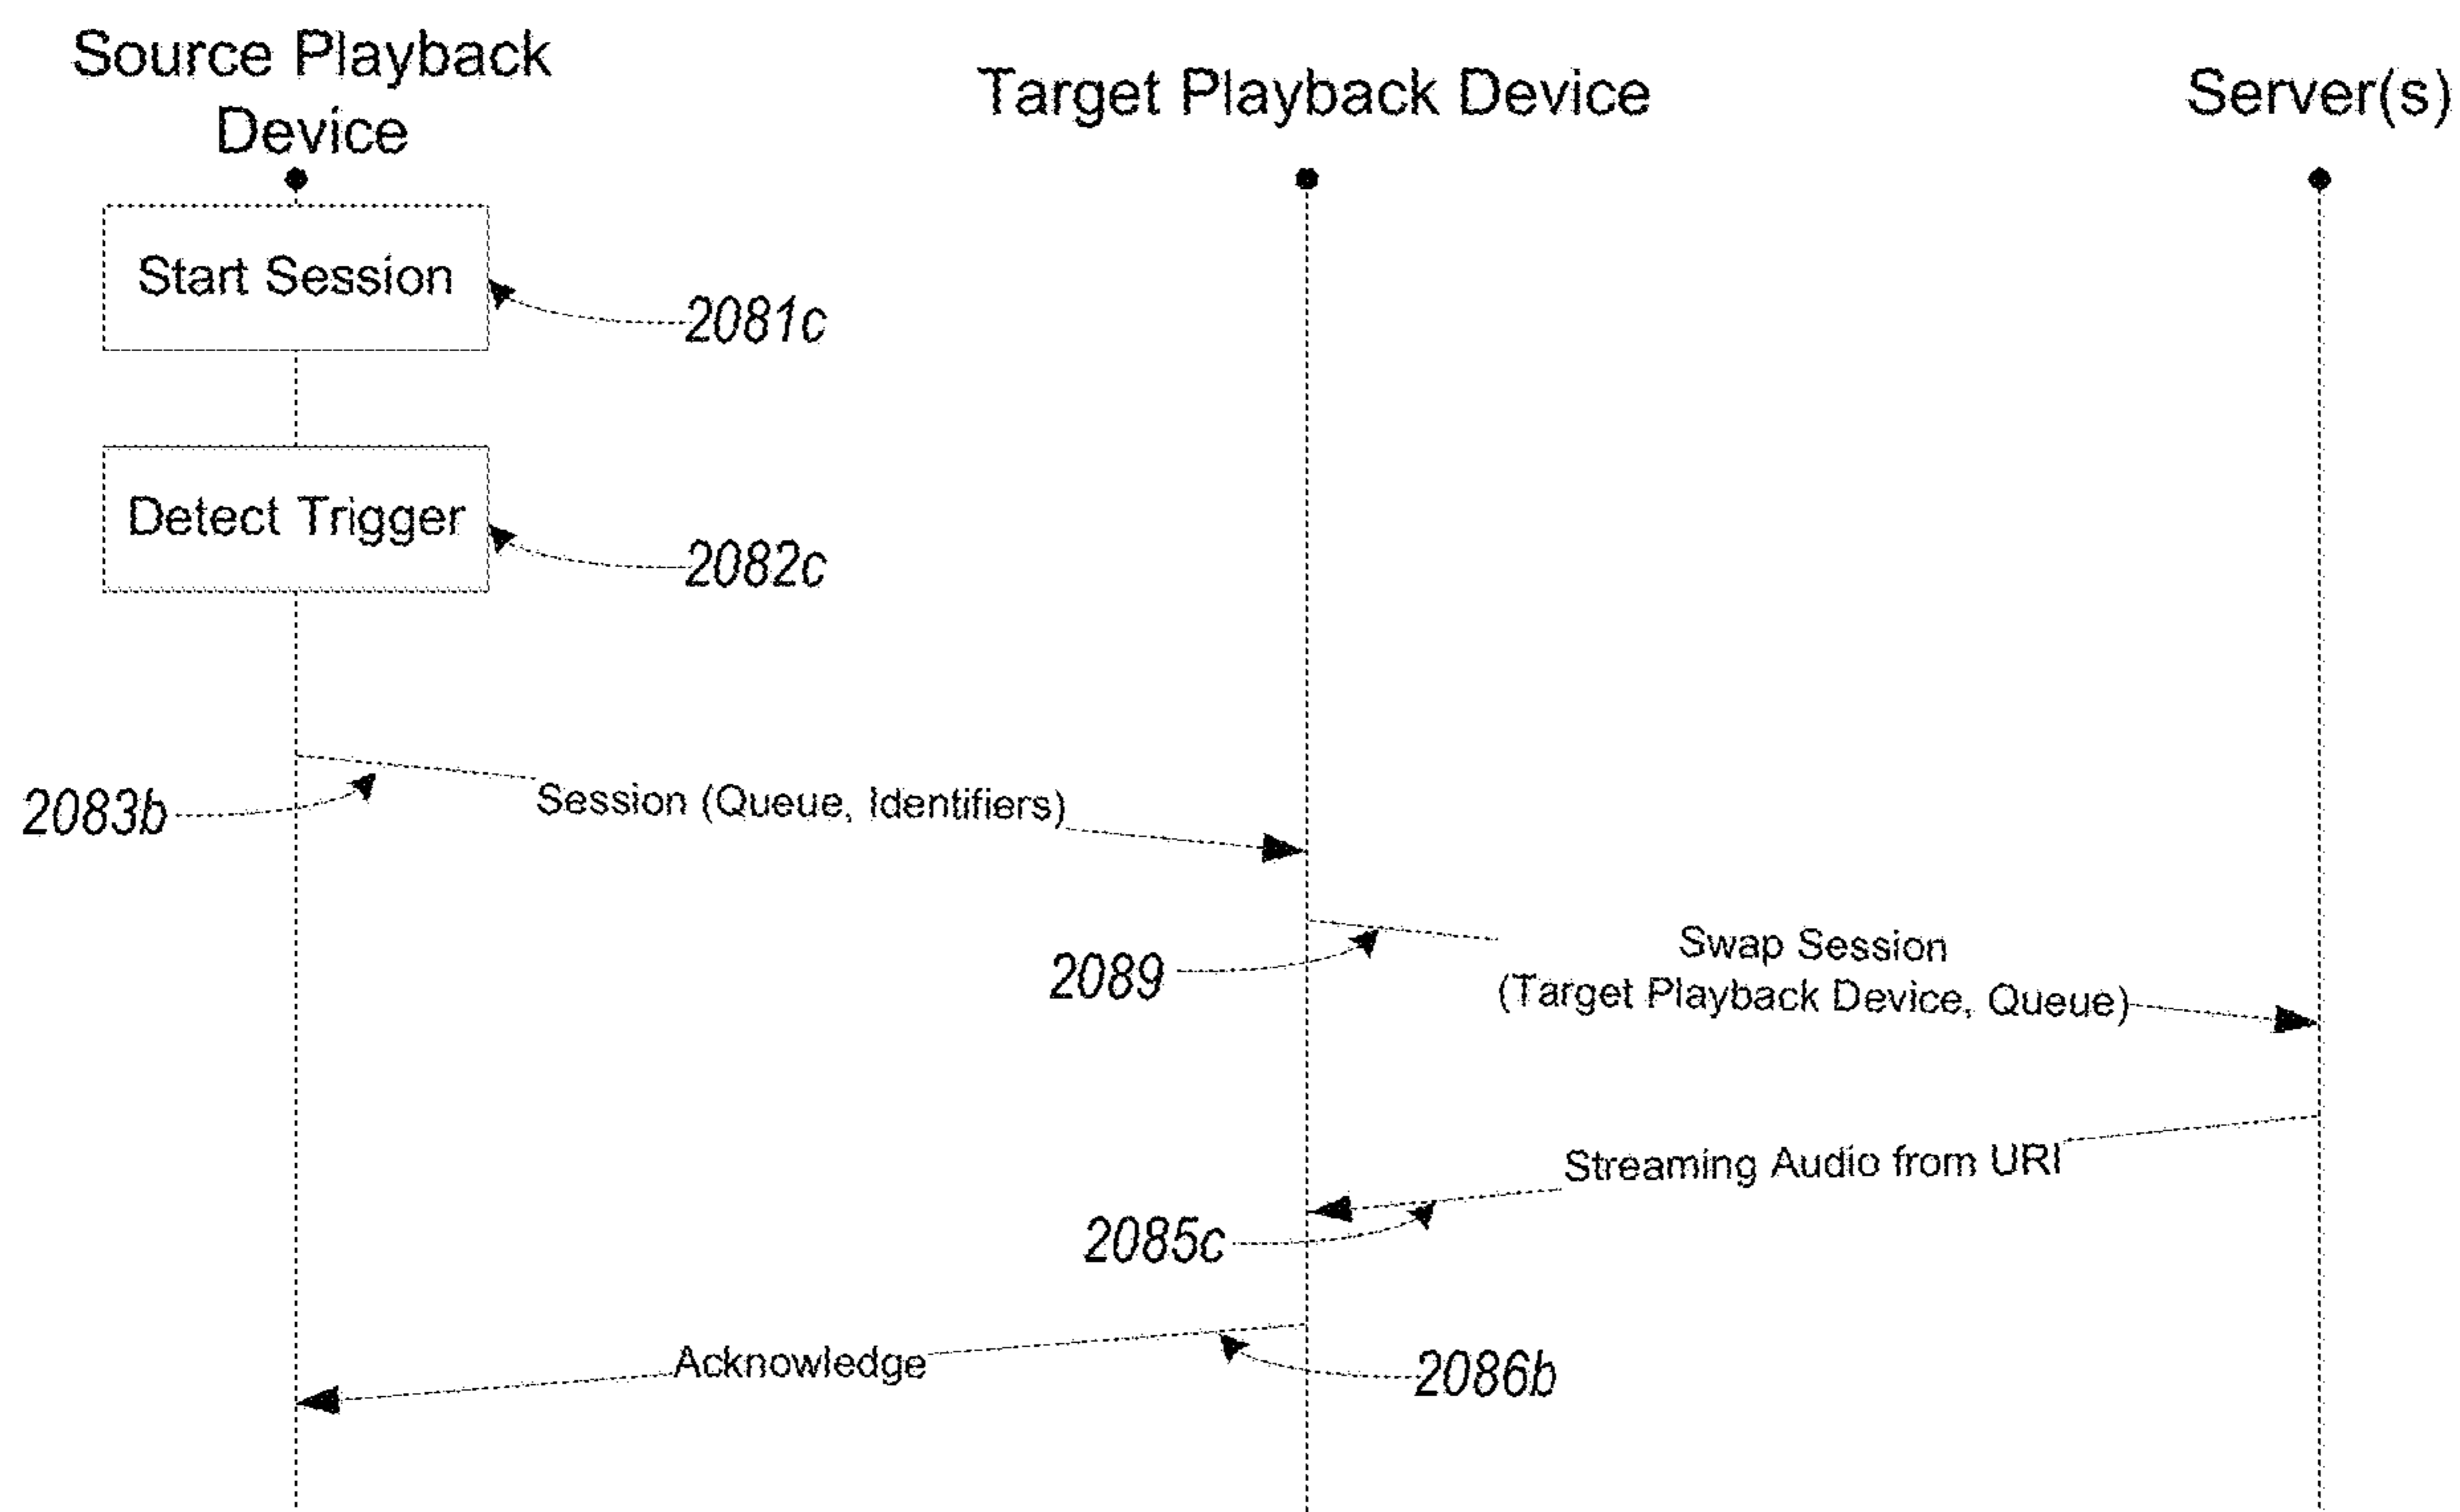 Source Playback
Device
Target Playback Device
Server(s)
Start Session
2081c
Detect Trigger
2082c
2083b
Session (Queue, Identifiers)
2089
Swap Session
(Target Playback Device, Queue)
Streaming Audio from URI
2085c
Acknowledge
2086b